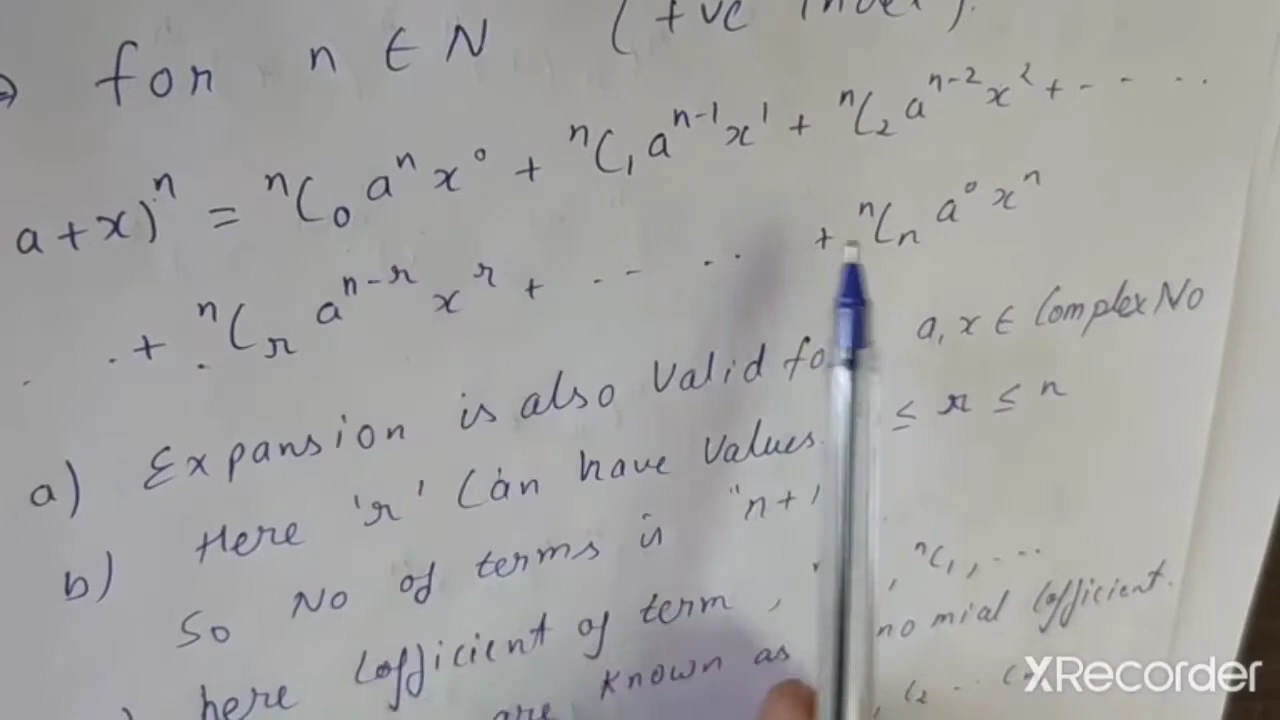 for n ∈ N (+ve index).
a+x)ⁿ = ⁿC₀ aⁿ x⁰ + ⁿC₁ aⁿ⁻¹ x¹ + ⁿC₂ aⁿ⁻² x² + - - ..
. + ⁿCᵣ aⁿ⁻ʳ xʳ + .. -- .. + ⁿCₙ a⁰ xⁿ
a) Expansion is also Valid for a, x ∈ Complex No
b) Here 'r' Can have Values ≤ r ≤ n
So No of terms is "n+1
here Cofficient of term , , ⁿC₁, ...
are known as nomial Cofficient.
XRecorder